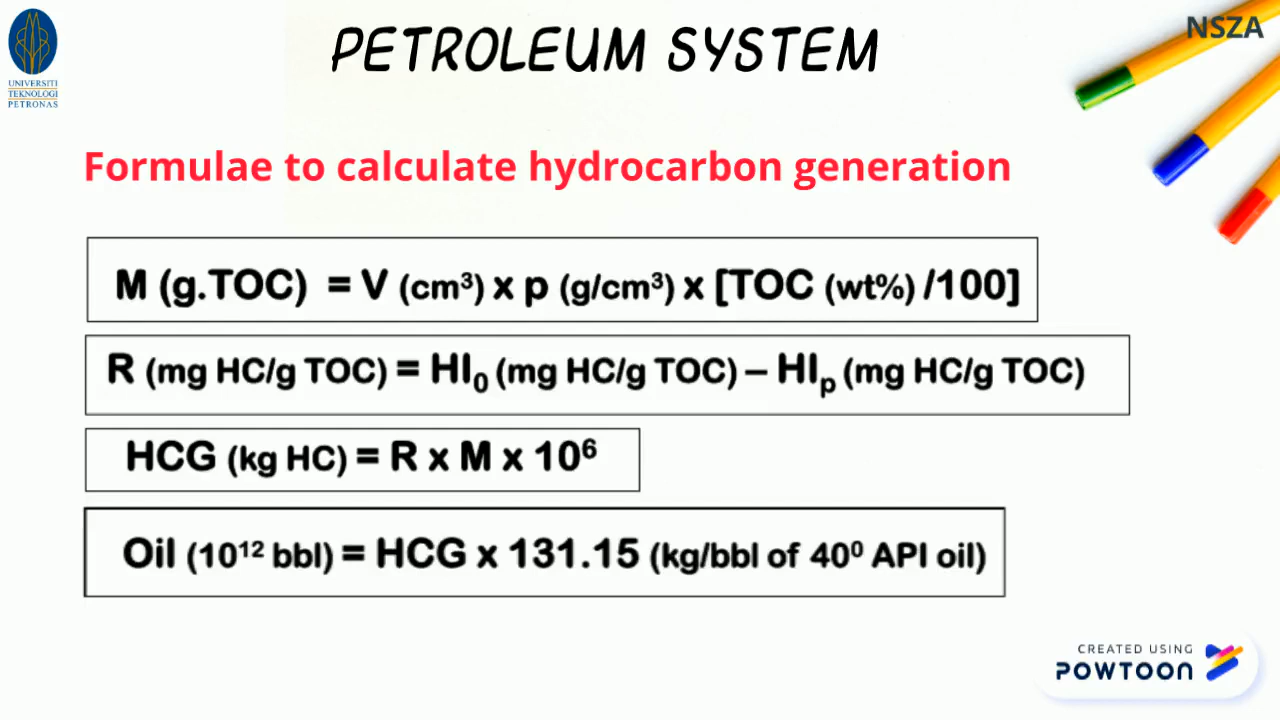 PETROLEUM SYSTEM
NSZA
UNIVERSITI
TEKNOLOGI
PETRONAS
Formulae to calculate hydrocarbon generation
M (g.TOC) = V (cm³) x p (g/cm³) x [TOC (wt%) /100]
R (mg HC/g TOC) = HI₀ (mg HC/g TOC) – HIₚ (mg HC/g TOC)
HCG (kg HC) = R x M x 10⁶
Oil (10¹² bbl) = HCG x 131.15 (kg/bbl of 40⁰ API oil)
CREATED USING
POWTOON